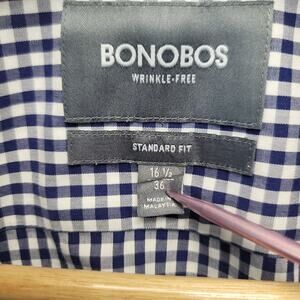 BONOBOS
WRINKLE-FREE
STANDARD FIT
16 ½
36
MADE IN
MALAYSIA